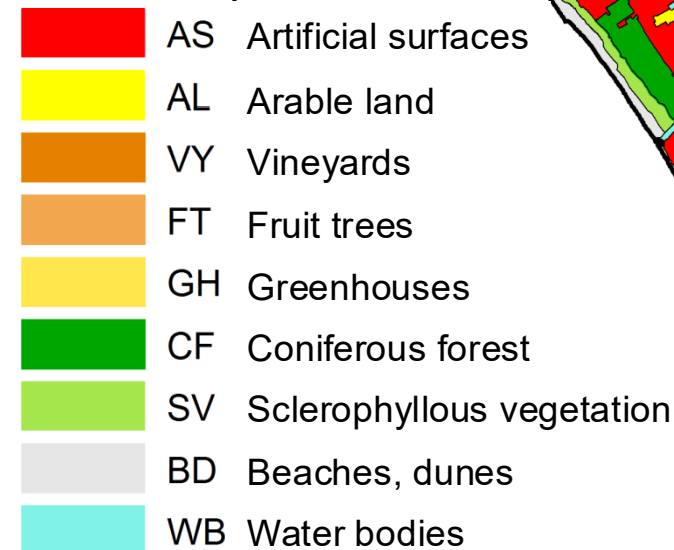 AS Artificial surfaces
AL Arable land
VY Vineyards
FT Fruit trees
GH Greenhouses
CF Coniferous forest
SV Sclerophyllous vegetation
BD Beaches, dunes
WB Water bodies